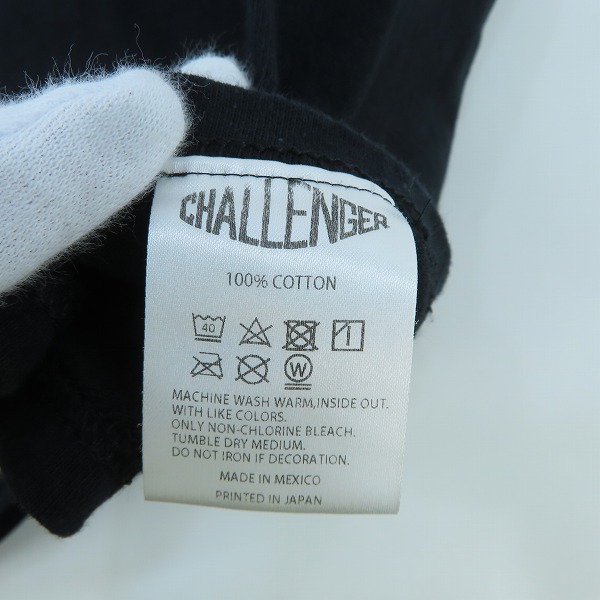 CHALLENGER
100% COTTON
40
W
MACHINE WASH WARM,INSIDE OUT.
WITH LIKE COLORS.
ONLY NON-CHLORINE BLEACH.
TUMBLE DRY MEDIUM.
DO NOT IRON IF DECORATION.
MADE IN MEXICO
PRINTED IN JAPAN